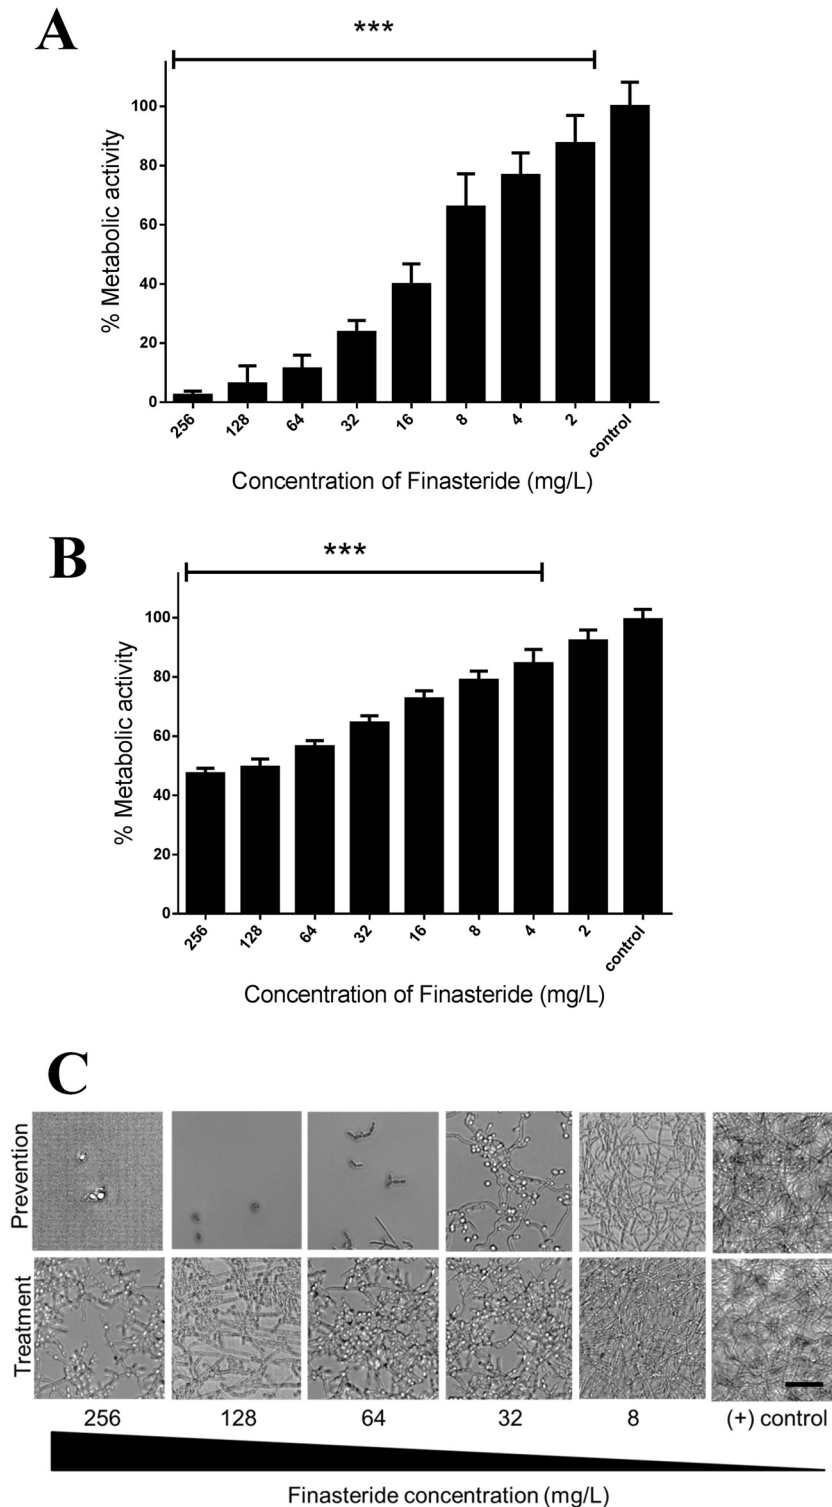 A
***
% Metabolic activity
100
80
60
40
20
0
256 128 64 32 16 8 4 2 control
Concentration of Finasteride (mg/L)
B
***
% Metabolic activity
100
80
60
40
20
0
256 128 64 32 16 8 4 2 control
Concentration of Finasteride (mg/L)
C
Prevention
Treatment
256 128 64 32 8 (+) control
Finasteride concentration (mg/L)